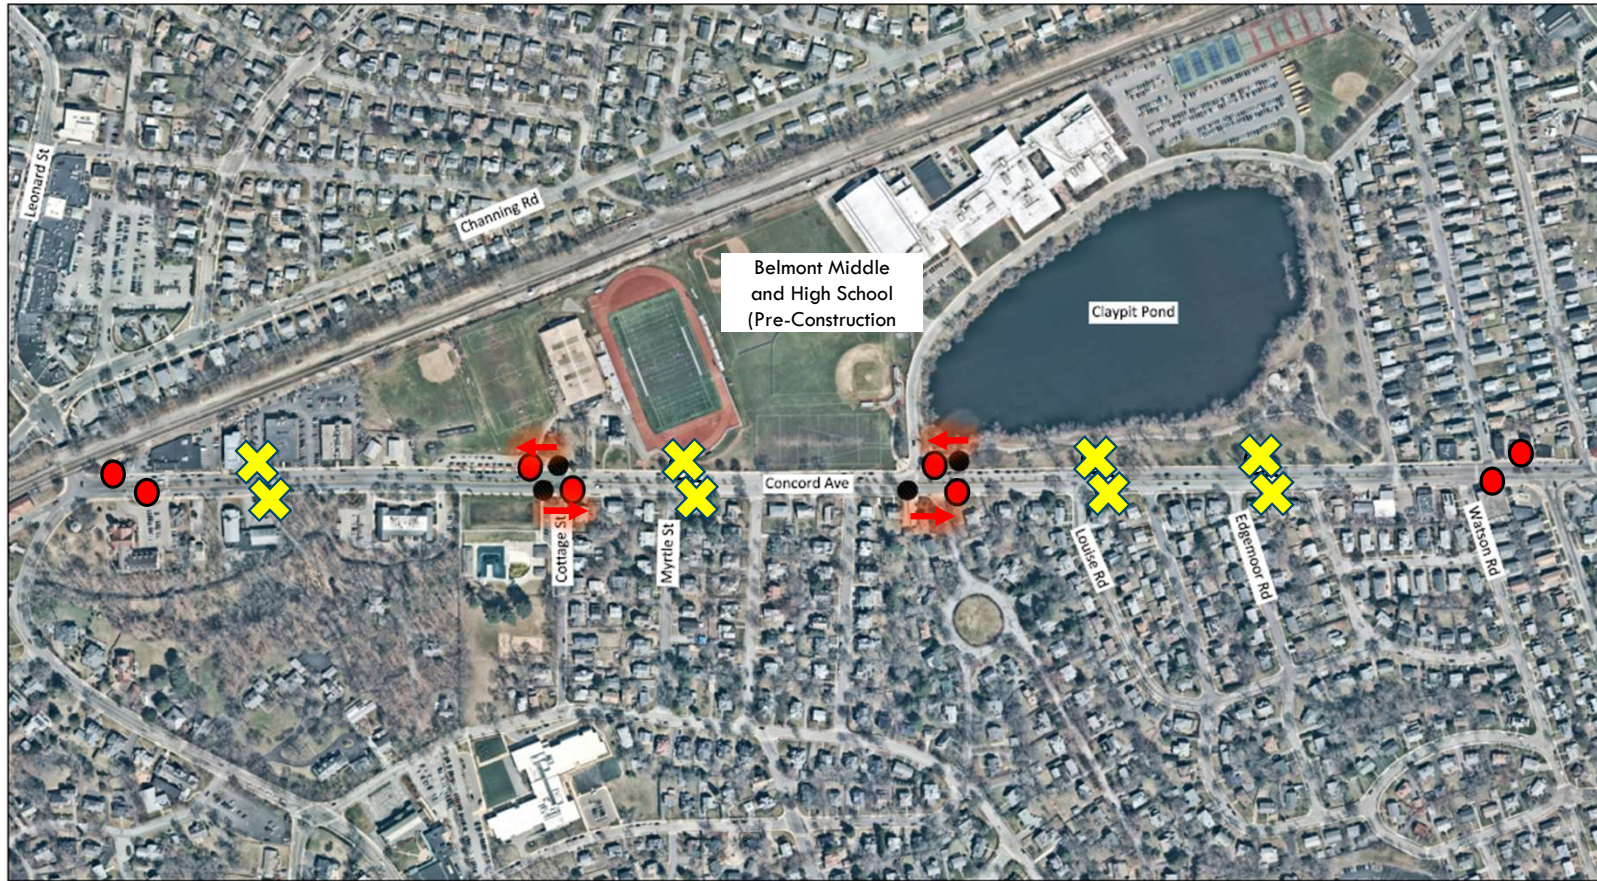 Leonard St
Channing Rd
Belmont Middle
and High School
(Pre-Construction
Claypit Pond
Concord Ave
Cottage St
Myrtle St
Louise Rd
Edgemoor Rd
Watson Rd